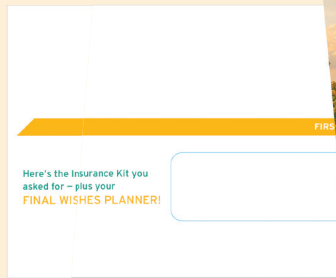 FIRS
Here's the Insurance Kit you
asked for — plus your
FINAL WISHES PLANNER!